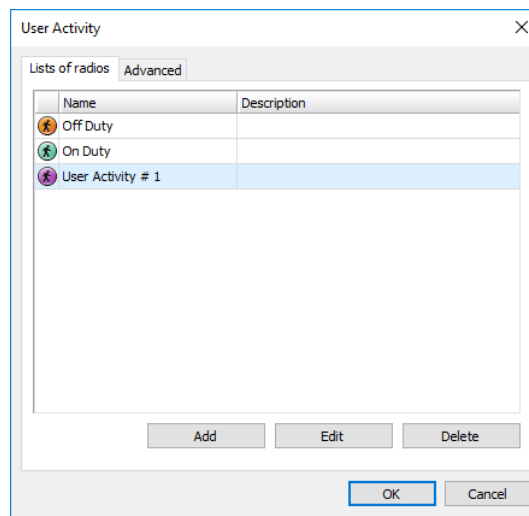 User Activity
Lists of radios Advanced
Name Description
Off Duty
On Duty
User Activity # 1
Add Edit Delete
OK Cancel